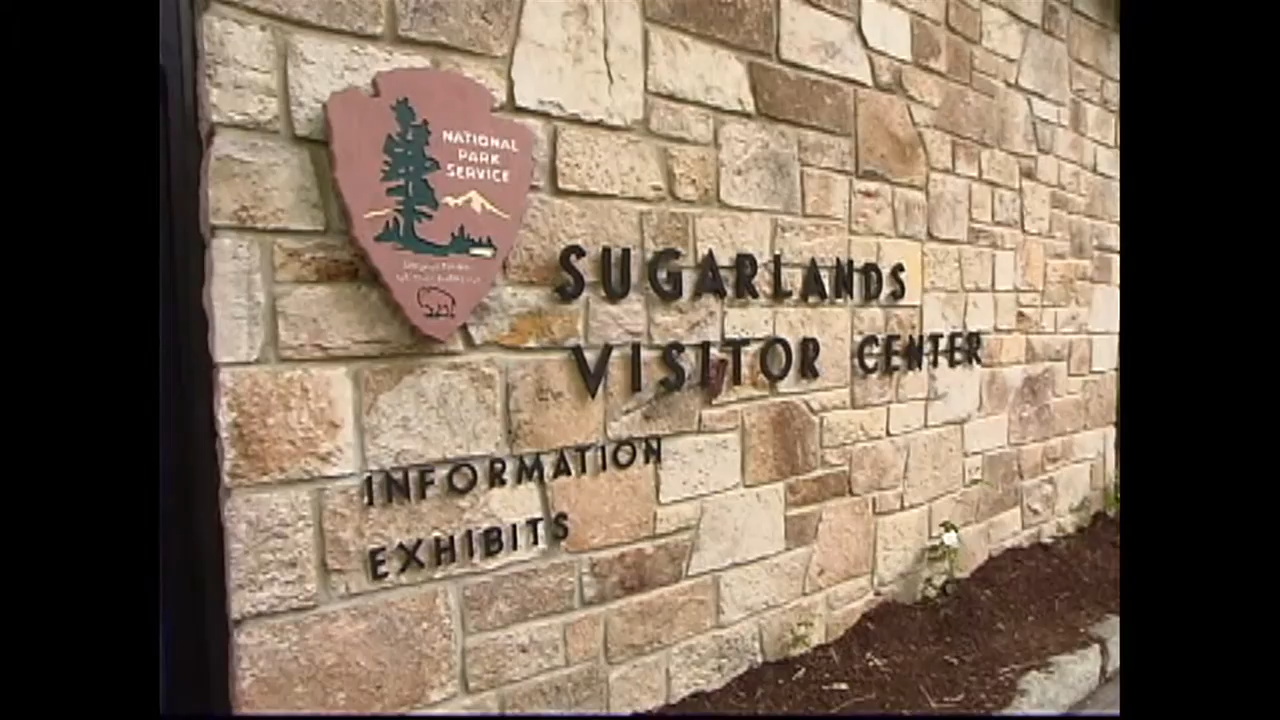 NATIONAL
PARK
SERVICE
SUGARLANDS
VISITOR CENTER
INFORMATION
EXHIBITS